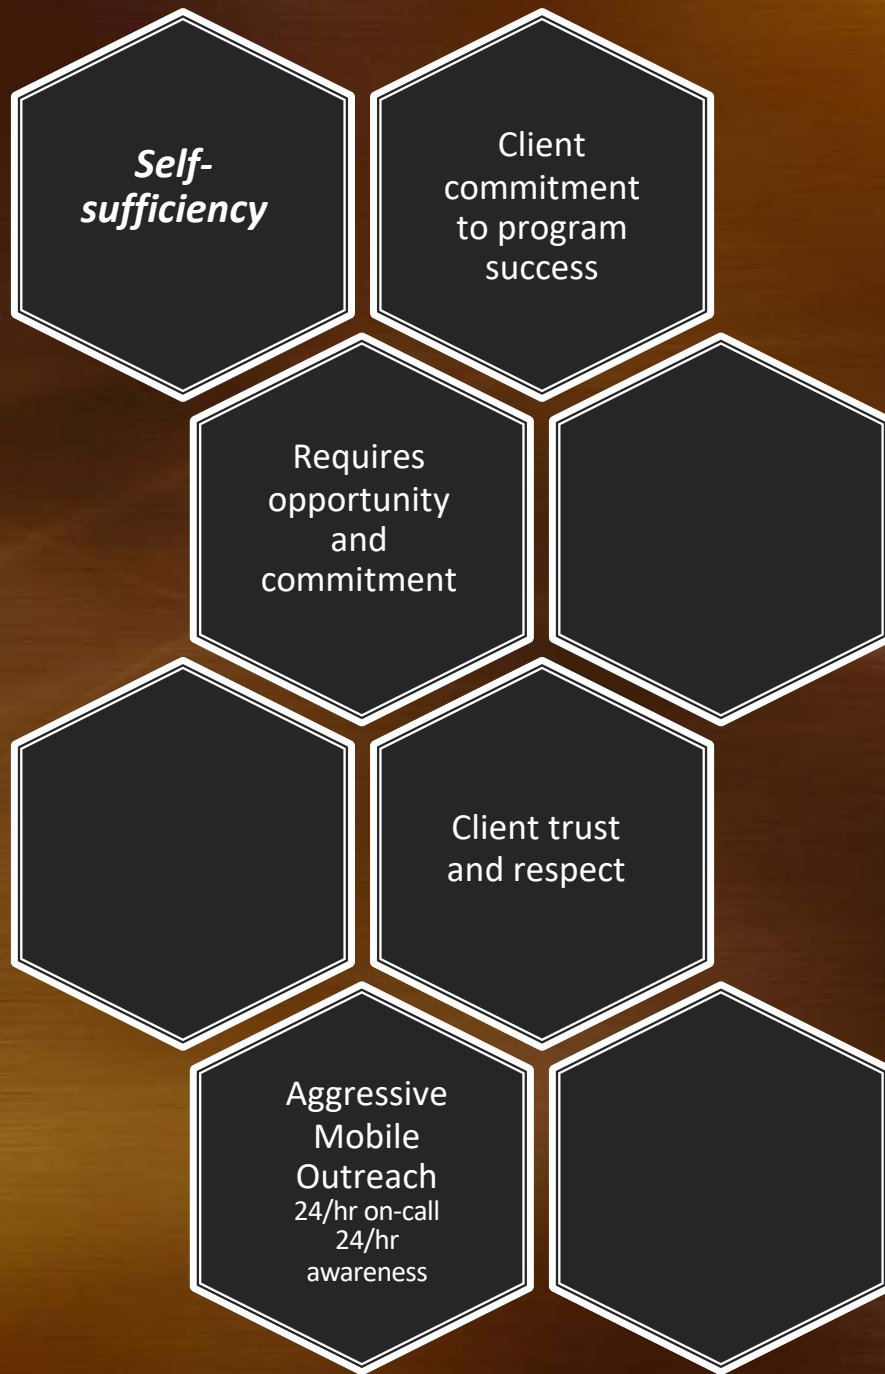 Self-
sufficiency
Client
commitment
to program
success
Requires
opportunity
and
commitment
Client trust
and respect
Aggressive
Mobile
Outreach
24/hr on-call
24/hr
awareness